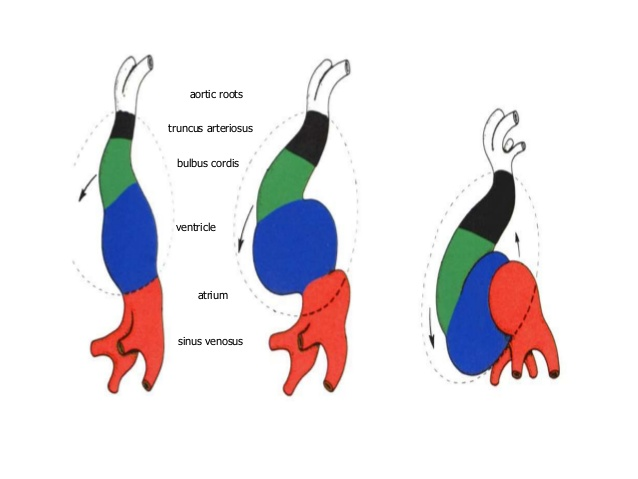 aortic roots
truncus arteriosus
bulbus cordis
ventricle
atrium
sinus venosus